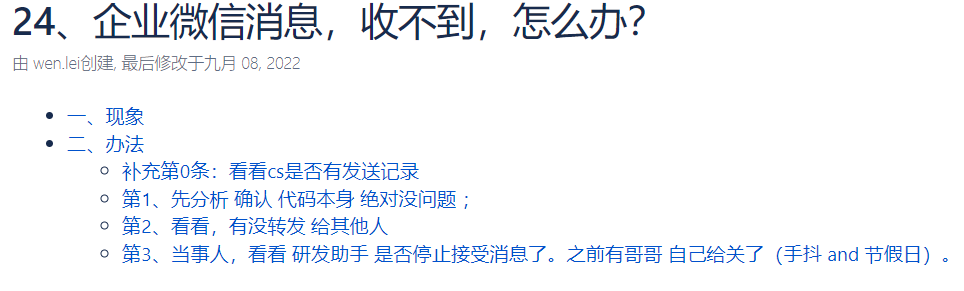 24、企业微信消息，收不到，怎么办？
由 wen.lei创建, 最后修改于九月 08, 2022
一、现象
二、办法
补充第0条：看看cs是否有发送记录
第1、先分析 确认 代码本身 绝对没问题；
第2、看看，有没转发 给其他人
第3、当事人，看看 研发助手 是否停止接受消息了。之前有哥哥 自己给关了（手抖 and 节假日）。